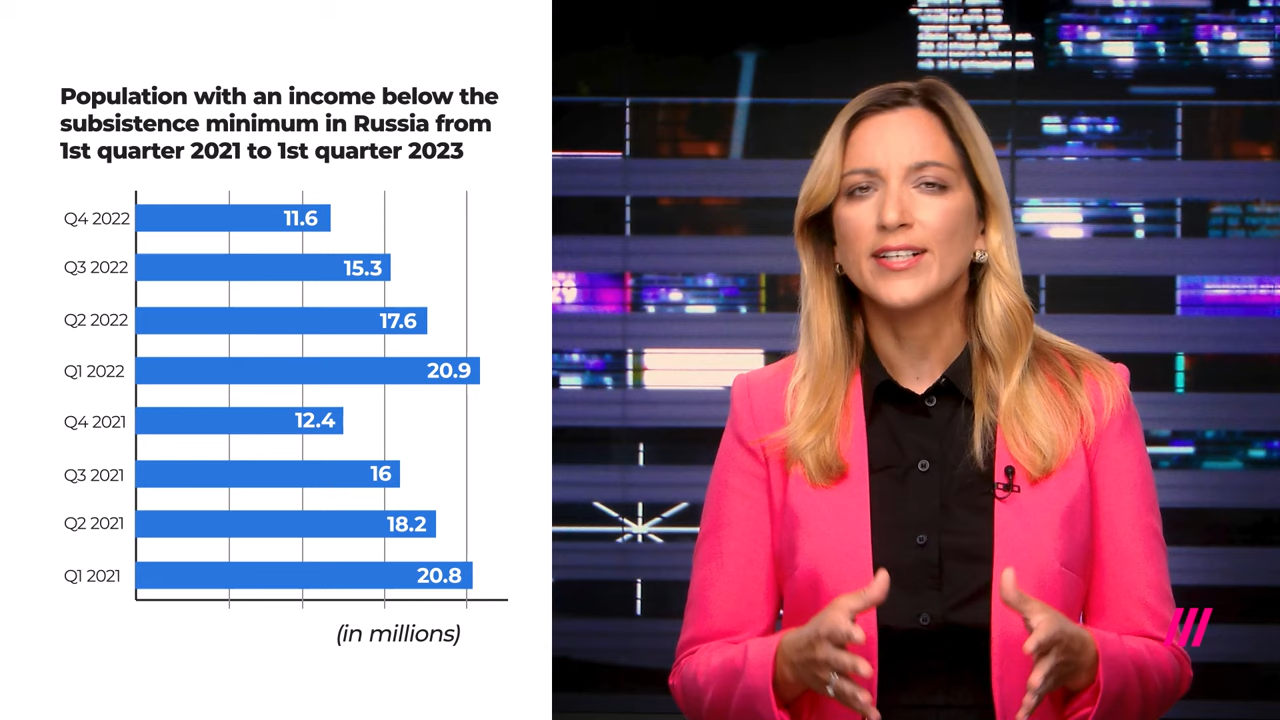 Population with an income below the
subsistence minimum in Russia from
1st quarter 2021 to 1st quarter 2023
Q4 2022 11.6
Q3 2022 15.3
Q2 2022 17.6
Q1 2022 20.9
Q4 2021 12.4
Q3 2021 16
Q2 2021 18.2
Q1 2021 20.8
(in millions)